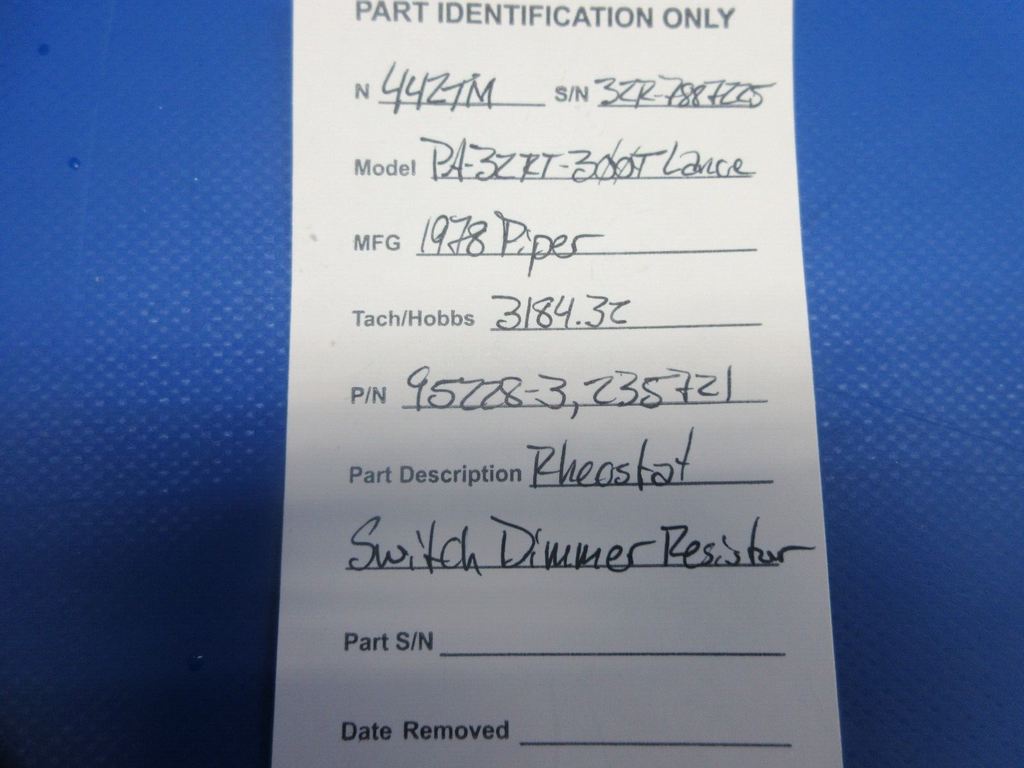 PART IDENTIFICATION ONLY
N 442TM S/N 32R-7887225
Model PA-32RT-300T Lance
MFG 1978 Piper
Tach/Hobbs 3184.32
P/N 95228-3, 235721
Part Description Rheostat
Switch Dimmer Resistor
Part S/N
Date Removed